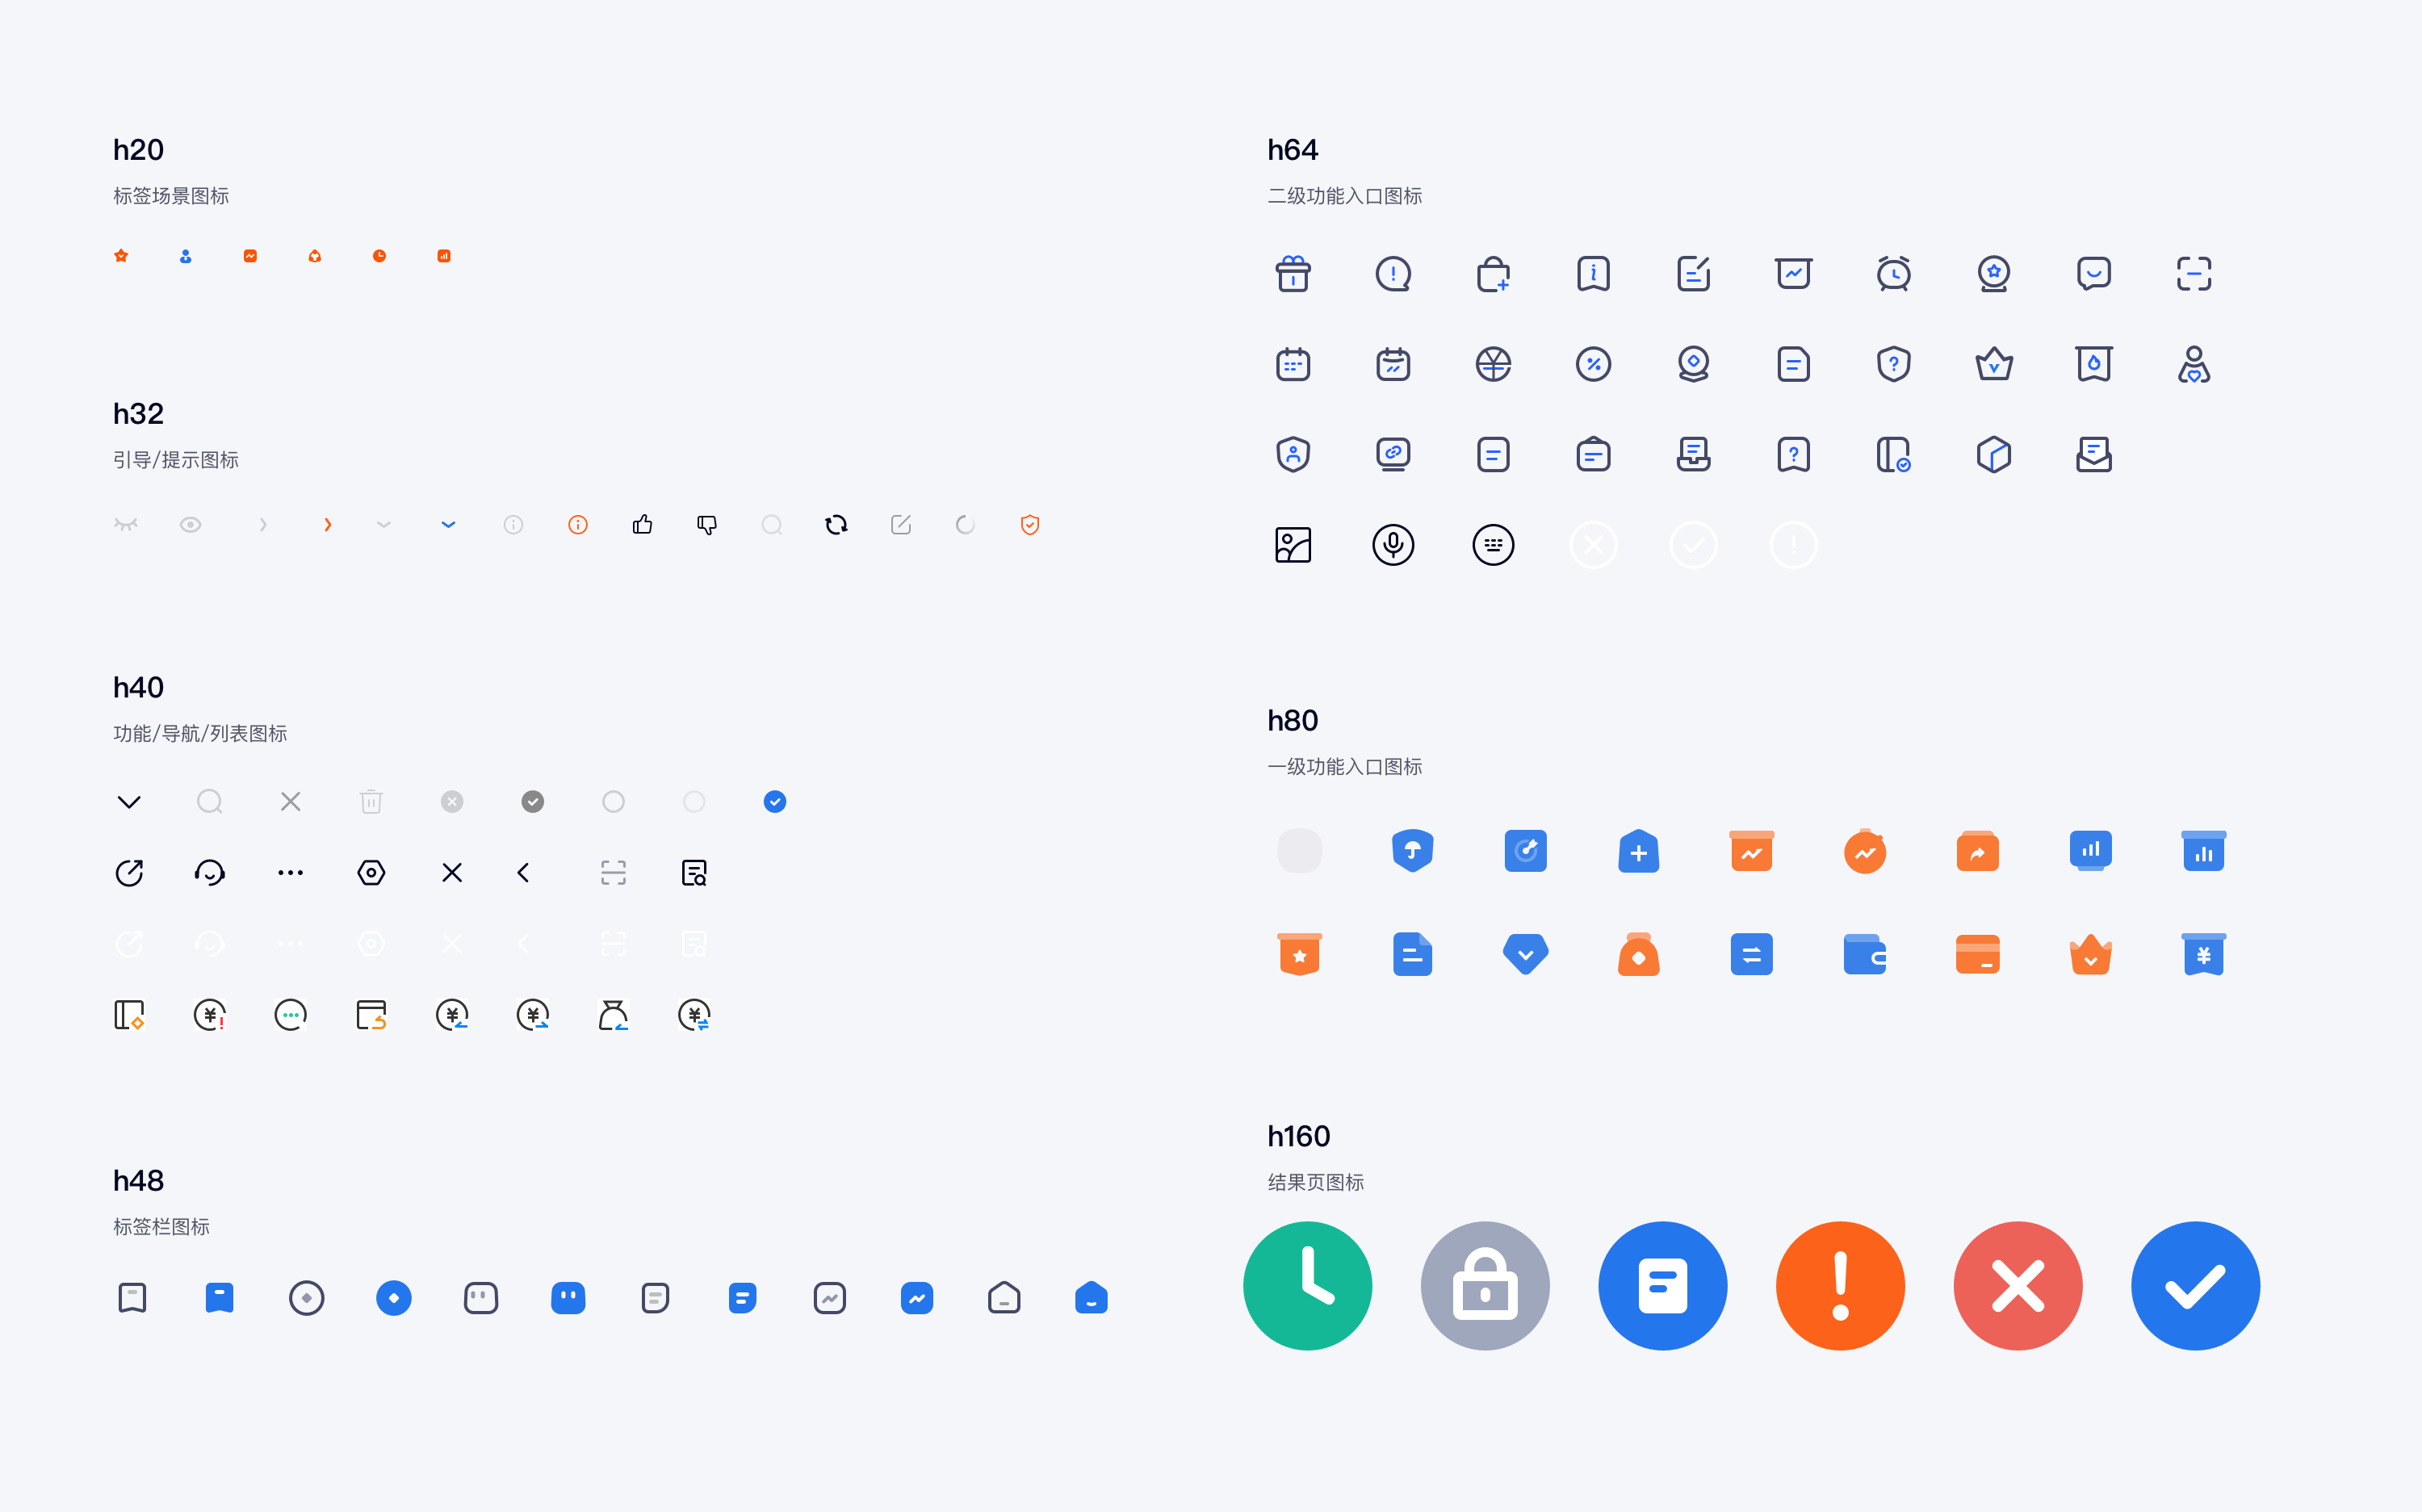 h20
标签场景图标
h32
引导/提示图标
h40
功能/导航/列表图标
h48
标签栏图标
h64
二级功能入口图标
h80
一级功能入口图标
h160
结果页图标